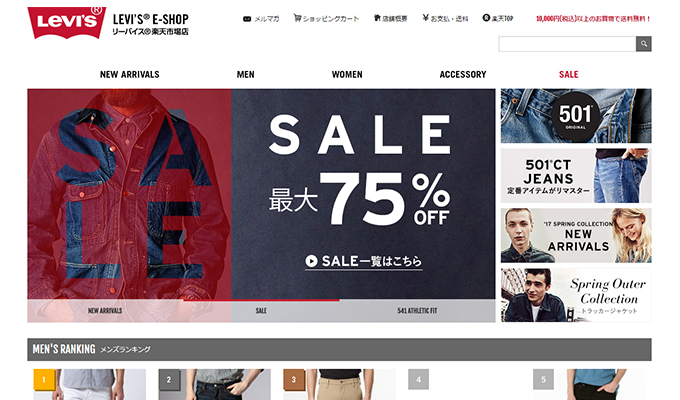 Levi's®
LEVI'S® E-SHOP
リーバイス®楽天市場店
メルマガ
ショッピングカート
店舗概要
お支払・送料
R 楽天TOP
10,000円(税込)以上のお買物で送料無料！
NEW ARRIVALS
MEN
WOMEN
ACCESSORY
SALE
SA
LE
SALE
最大75%
OFF
SALE一覧はこちら
NEW ARRIVALS
SALE
541 ATHLETIC FIT
501®
ORIGINAL
501®CT
JEANS
定番アイテムがリマスター
'17 SPRING COLLECTION
NEW
ARRIVALS
Spring Outer
Collection
トラッカージャケット
MEN'S RANKING メンズランキング
1
2
3
4
5